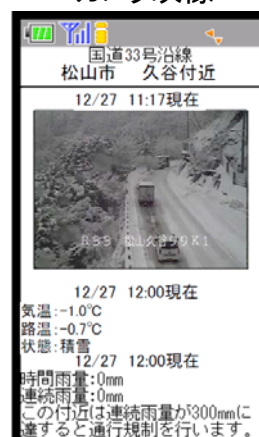 国道33号沿線
松山市 久谷付近
12/27 11:17現在
12/27 12:00現在
気温:-1.0℃
路温:-0.7℃
状態:積雪
12/27 12:00現在
時間雨量:0mm
連続雨量:0mm
この付近は連続雨量が300mmに
達すると通行規制を行います。